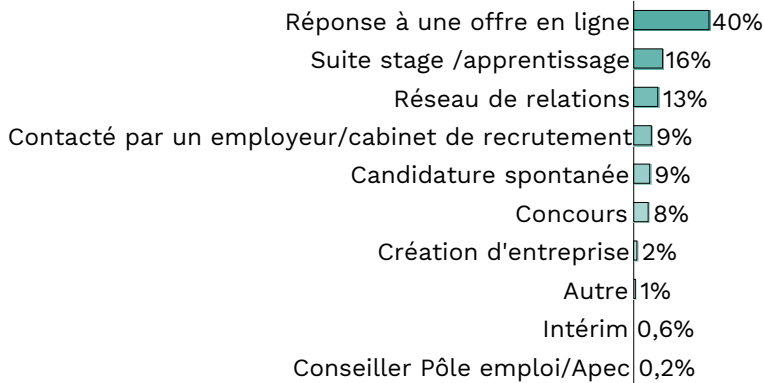 Réponse à une offre en ligne 40%
Suite stage /apprentissage 16%
Réseau de relations 13%
Contacté par un employeur/cabinet de recrutement 9%
Candidature spontanée 9%
Concours 8%
Création d'entreprise 2%
Autre 1%
Intérim 0,6%
Conseiller Pôle emploi/Apec 0,2%